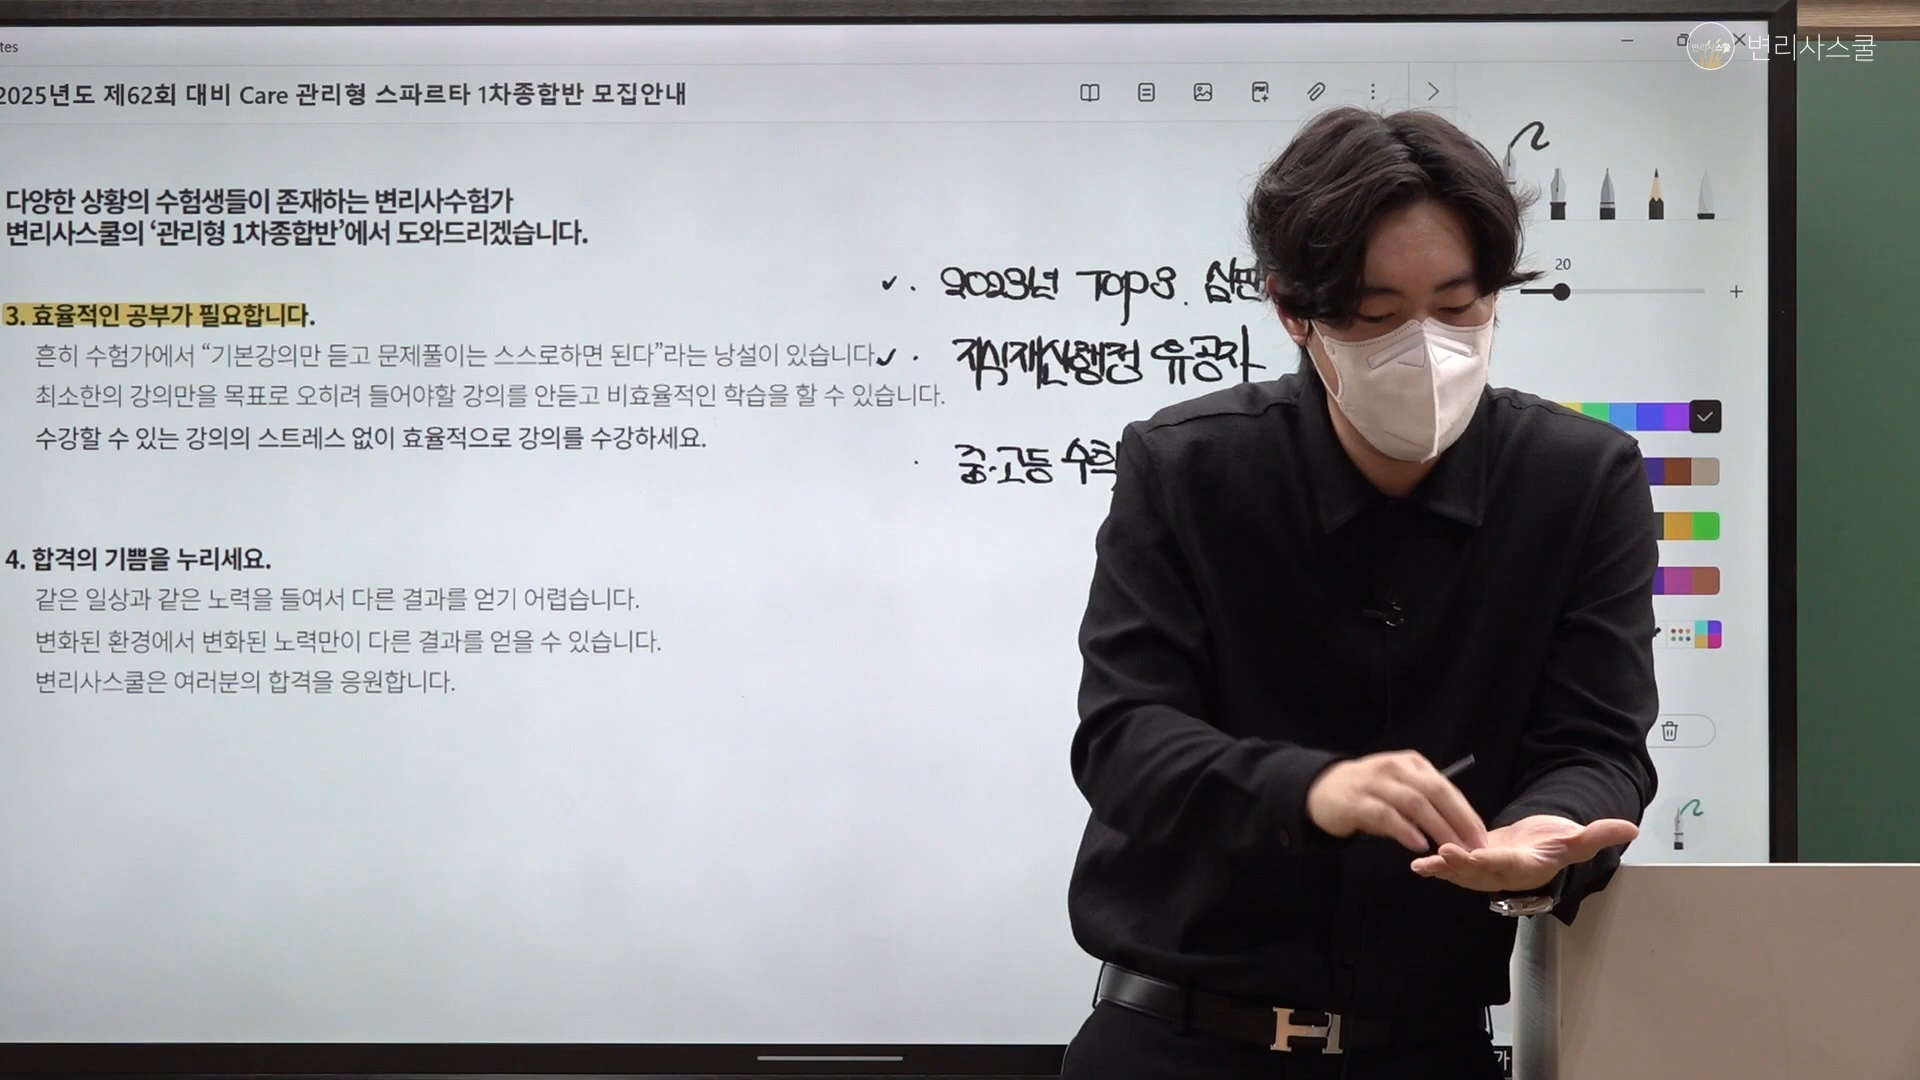 tes
변리사스쿨
2025년도 제62회 대비 Care 관리형 스파르타 1차종합반 모집안내
다양한 상황의 수험생들이 존재하는 변리사수험가
변리사스쿨의 ‘관리형 1차종합반’에서 도와드리겠습니다.
20
✓ · 2023년 Top 8. 심판
3. 효율적인 공부가 필요합니다.
흔히 수험가에서 “기본강의만 듣고 문제풀이는 스스로하면 된다”라는 낭설이 있습니다
✓ · 지식재산행정 유공자
최소한의 강의만을 목표로 오히려 들어야할 강의를 안듣고 비효율적인 학습을 할 수 있습니다.
수강할 수 있는 강의의 스트레스 없이 효율적으로 강의를 수강하세요.
· 중·고등 수학
4. 합격의 기쁨을 누리세요.
같은 일상과 같은 노력을 들여서 다른 결과를 얻기 어렵습니다.
변화된 환경에서 변화된 노력만이 다른 결과를 얻을 수 있습니다.
변리사스쿨은 여러분의 합격을 응원합니다.
가